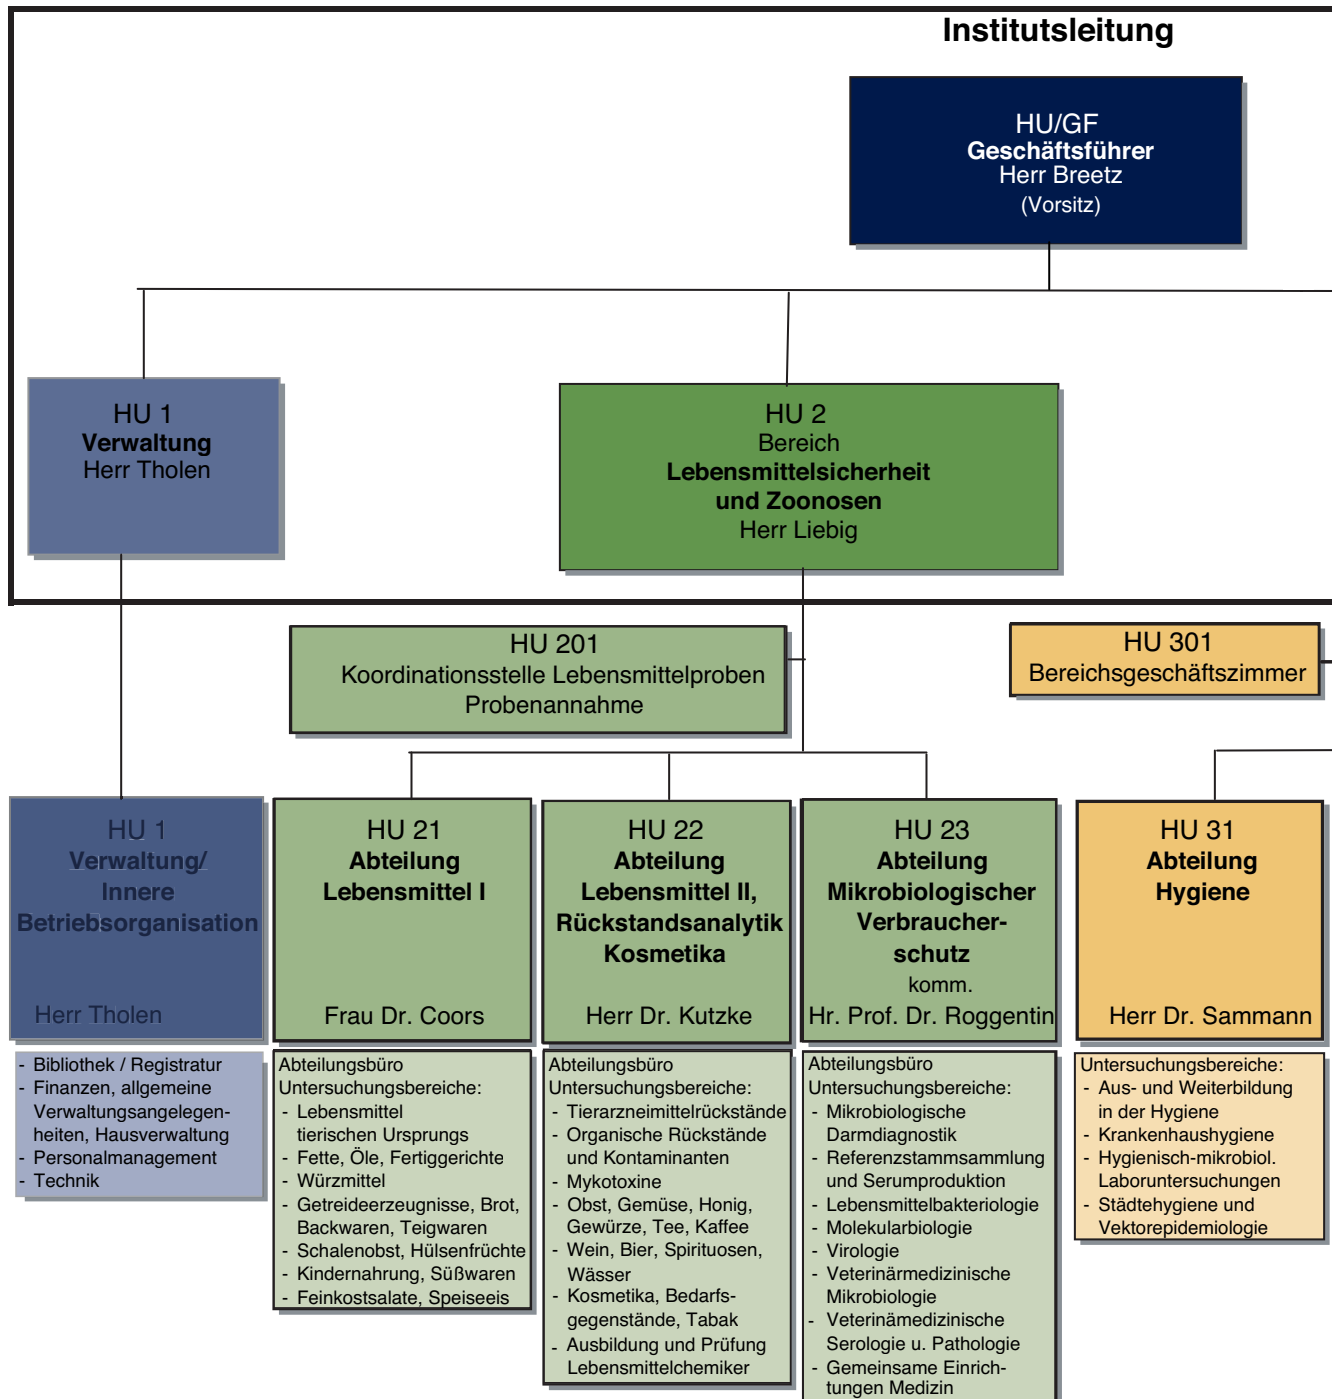 Institutsleitung
HU/GF
Geschäftsführer
Herr Breetz
(Vorsitz)
HU 1
Verwaltung
Herr Tholen
HU 2
Bereich
Lebensmittelsicherheit
und Zoonosen
Herr Liebig
HU 201
Koordinationsstelle Lebensmittelproben
Probenannahme
HU 301
Bereichsgeschäftszimmer
HU 1
Verwaltung/
Innere
Betriebsorganisation
Herr Tholen
- Bibliothek / Registratur
- Finanzen, allgemeine
Verwaltungsangelegen-
heiten, Hausverwaltung
- Personalmanagement
- Technik
HU 21
Abteilung
Lebensmittel I
Frau Dr. Coors
Abteilungsbüro
Untersuchungsbereiche:
- Lebensmittel
tierischen Ursprungs
- Fette, Öle, Fertiggerichte
- Würzmittel
- Getreideerzeugnisse, Brot,
Backwaren, Teigwaren
- Schalenobst, Hülsenfrüchte
- Kindernahrung, Süßwaren
- Feinkostsalate, Speiseeis
HU 22
Abteilung
Lebensmittel II,
Rückstandsanalytik
Kosmetika
Herr Dr. Kutzke
Abteilungsbüro
Untersuchungsbereiche:
- Tierarzneimittelrückstände
- Organische Rückstände
und Kontaminanten
- Mykotoxine
- Obst, Gemüse, Honig,
Gewürze, Tee, Kaffee
- Wein, Bier, Spirituosen,
Wässer
- Kosmetika, Bedarfs-
gegenstände, Tabak
- Ausbildung und Prüfung
Lebensmittelchemiker
HU 23
Abteilung
Mikrobiologischer
Verbraucher-
schutz
komm.
Hr. Prof. Dr. Roggentin
Abteilungsbüro
Untersuchungsbereiche:
- Mikrobiologische
Darmdiagnostik
- Referenzstammsammlung
und Serumproduktion
- Lebensmittelbakteriologie
- Molekularbiologie
- Virologie
- Veterinärmedizinische
Mikrobiologie
- Veterinämedizinische
Serologie u. Pathologie
- Gemeinsame Einrich-
tungen Medizin
HU 31
Abteilung
Hygiene
Herr Dr. Sammann
Untersuchungsbereiche:
- Aus- und Weiterbildung
in der Hygiene
- Krankenhaushygiene
- Hygienisch-mikrobiol.
Laboruntersuchungen
- Städtehygiene und
Vektorepidemiologie